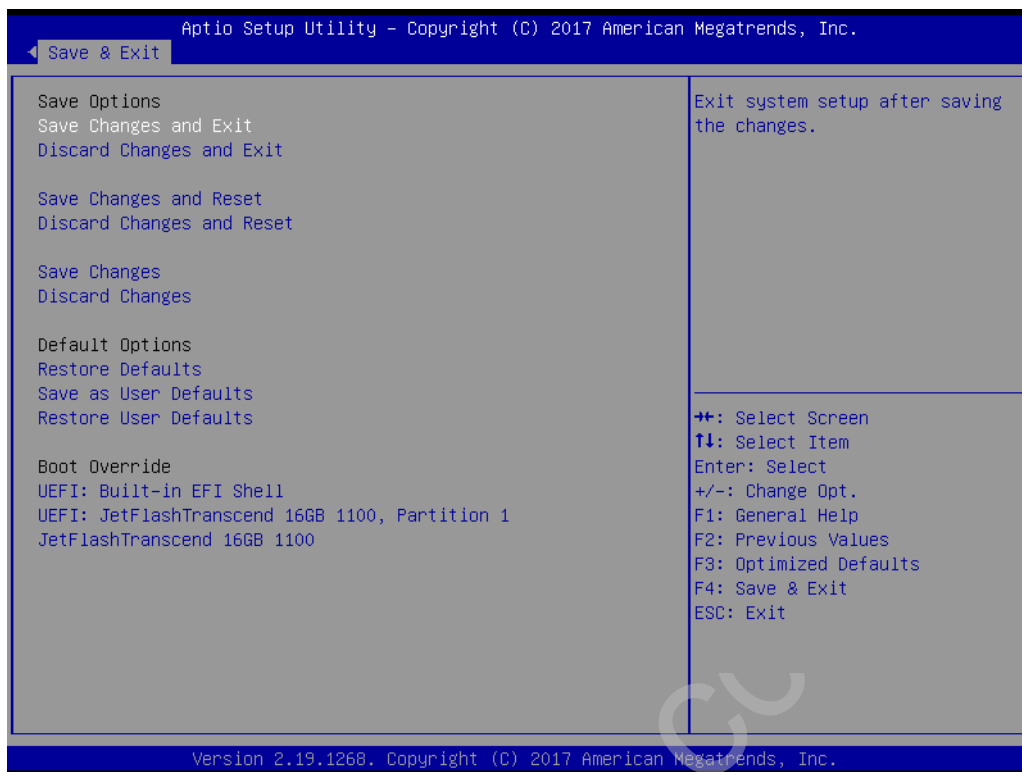 Aptio Setup Utility – Copyright (C) 2017 American Megatrends, Inc.
Save & Exit
Save Options
Save Changes and Exit
Discard Changes and Exit
Save Changes and Reset
Discard Changes and Reset
Save Changes
Discard Changes
Default Options
Restore Defaults
Save as User Defaults
Restore User Defaults
Boot Override
UEFI: Built-in EFI Shell
UEFI: JetFlashTranscend 16GB 1100, Partition 1
JetFlashTranscend 16GB 1100
Exit system setup after saving
the changes.
→←: Select Screen
↑↓: Select Item
Enter: Select
+/-: Change Opt.
F1: General Help
F2: Previous Values
F3: Optimized Defaults
F4: Save & Exit
ESC: Exit
Version 2.19.1268. Copyright (C) 2017 American Megatrends, Inc.